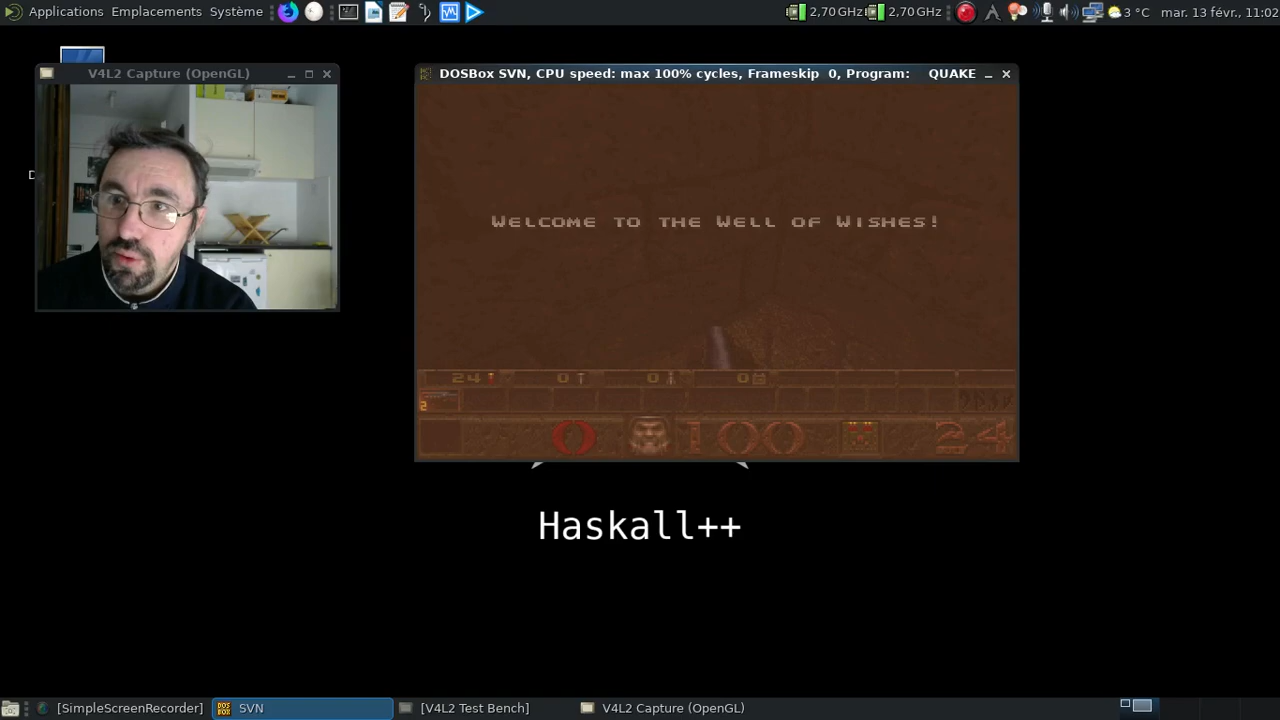 Applications Emplacements Système 2,70 GHz 2,70 GHz 3 °C mar. 13 févr., 11:02
V4L2 Capture (OpenGL)
DOSBox SVN, CPU speed: max 100% cycles, Frameskip 0, Program: QUAKE
D
Welcome to the Well of Wishes!
24 0 0 0
2
0 100 24
Haskall++
[SimpleScreenRecorder] SVN [V4L2 Test Bench] V4L2 Capture (OpenGL)